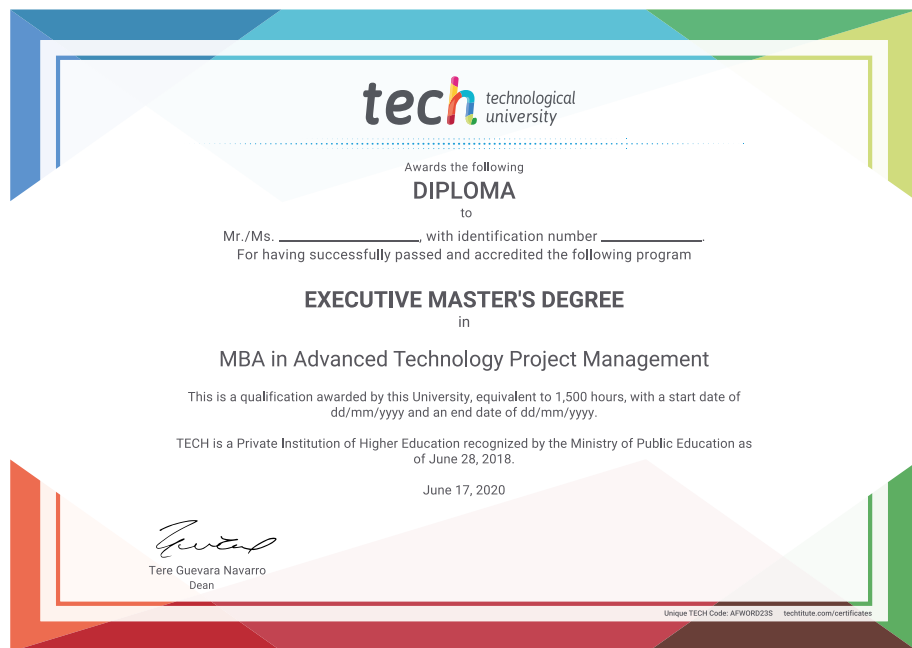 tech technological
university
Awards the following
DIPLOMA
to
Mr./Ms. ____________________, with identification number ______________.
For having successfully passed and accredited the following program
EXECUTIVE MASTER'S DEGREE
in
MBA in Advanced Technology Project Management
This is a qualification awarded by this University, equivalent to 1,500 hours, with a start date of
dd/mm/yyyy and an end date of dd/mm/yyyy.
TECH is a Private Institution of Higher Education recognized by the Ministry of Public Education as
of June 28, 2018.
June 17, 2020
Tere Guevara Navarro
Dean
Unique TECH Code: AFWORD23S techtitute.com/certificates